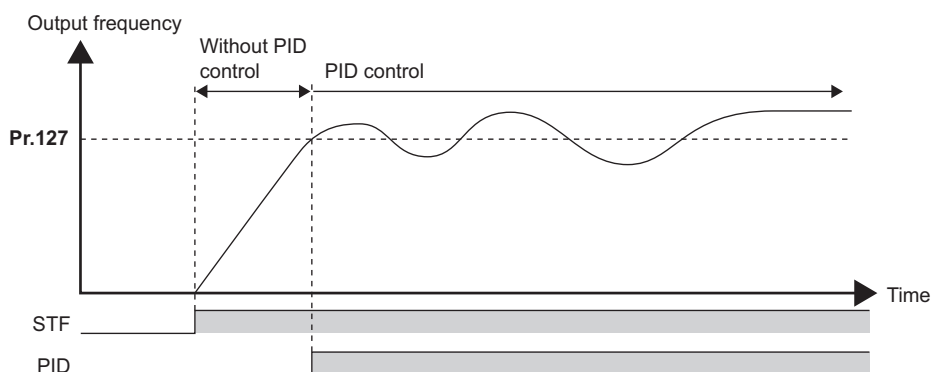 Output frequency
Without PID
control
PID control
Pr.127
Time
STF
PID